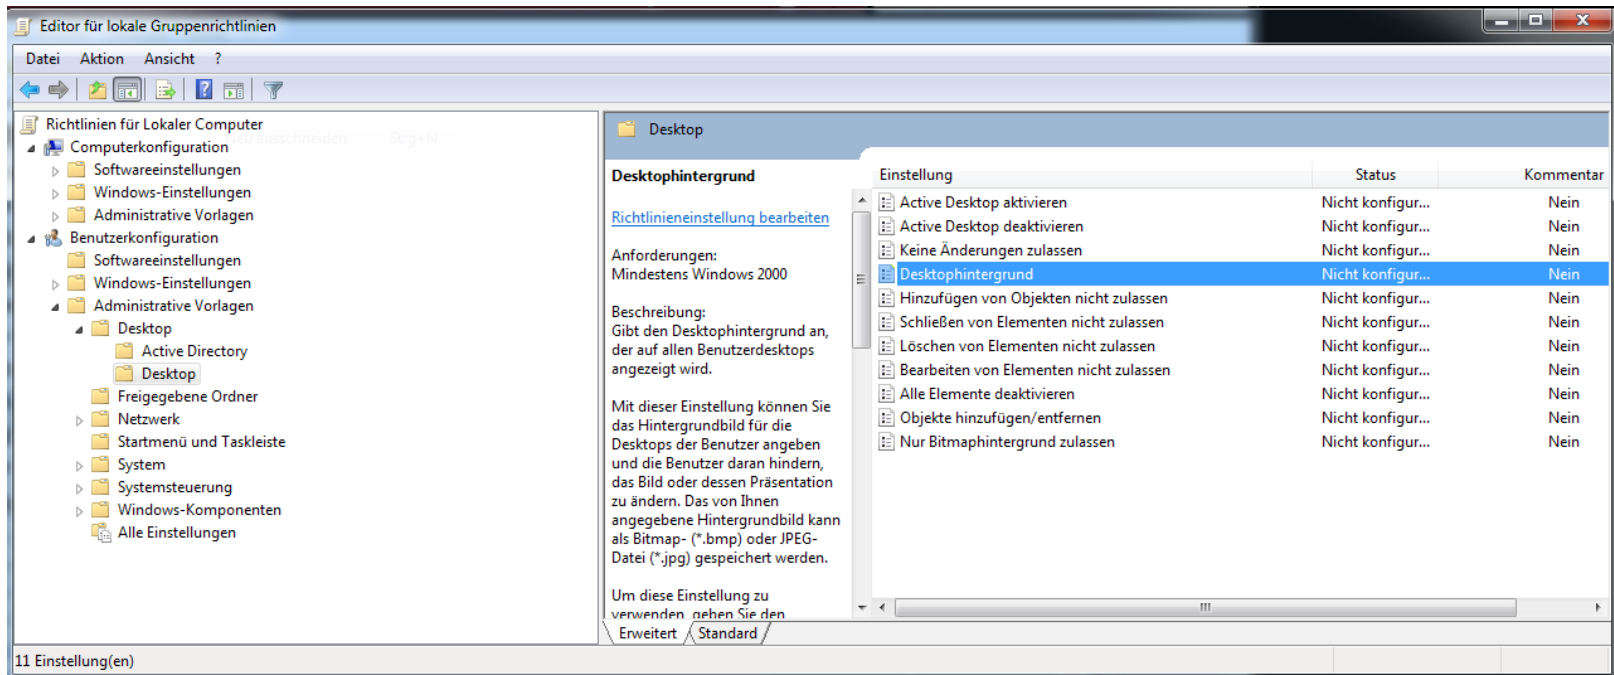 Editor für lokale Gruppenrichtlinien
Datei Aktion Ansicht ?
Richtlinien für Lokaler Computer
Computerkonfiguration
ausschneiden Strg+N
Softwareeinstellungen
Windows-Einstellungen
Administrative Vorlagen
Benutzerkonfiguration
Softwareeinstellungen
Windows-Einstellungen
Administrative Vorlagen
Desktop
Active Directory
Desktop
Freigegebene Ordner
Netzwerk
Startmenü und Taskleiste
System
Systemsteuerung
Windows-Komponenten
Alle Einstellungen
Desktop
Desktophintergrund
Richtlinieneinstellung bearbeiten
Anforderungen:
Mindestens Windows 2000
Beschreibung:
Gibt den Desktophintergrund an,
der auf allen Benutzerdesktops
angezeigt wird.
Mit dieser Einstellung können Sie
das Hintergrundbild für die
Desktops der Benutzer angeben
und die Benutzer daran hindern,
das Bild oder dessen Präsentation
zu ändern. Das von Ihnen
angegebene Hintergrundbild kann
als Bitmap- (*.bmp) oder JPEG-
Datei (*.jpg) gespeichert werden.
Um diese Einstellung zu
verwenden, geben Sie den
Einstellung Status Kommentar
Active Desktop aktivieren Nicht konfigur... Nein
Active Desktop deaktivieren Nicht konfigur... Nein
Keine Änderungen zulassen Nicht konfigur... Nein
Desktophintergrund Nicht konfigur... Nein
Hinzufügen von Objekten nicht zulassen Nicht konfigur... Nein
Schließen von Elementen nicht zulassen Nicht konfigur... Nein
Löschen von Elementen nicht zulassen Nicht konfigur... Nein
Bearbeiten von Elementen nicht zulassen Nicht konfigur... Nein
Alle Elemente deaktivieren Nicht konfigur... Nein
Objekte hinzufügen/entfernen Nicht konfigur... Nein
Nur Bitmaphintergrund zulassen Nicht konfigur... Nein
Erweitert Standard
11 Einstellung(en)